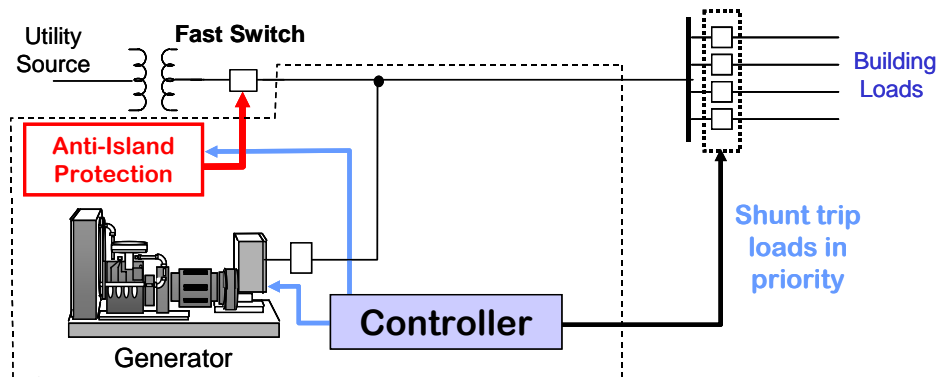 Utility
Source
Fast Switch
Building
Loads
Anti-Island
Protection
Shunt trip
loads in
priority
Controller
Generator